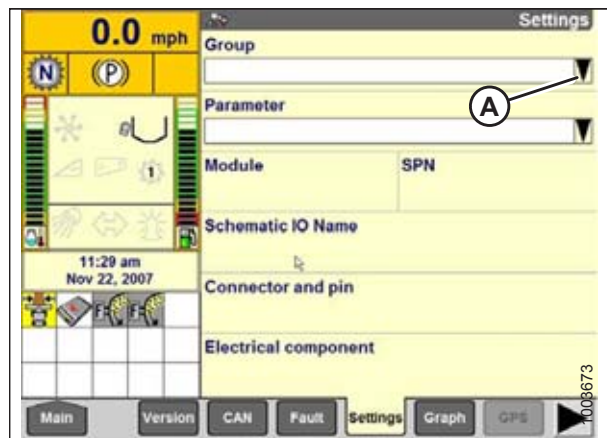 0.0 mph
Settings
N
(P)
Group
A
Parameter
Module
SPN
1
Schematic IO Name
11:29 am
Nov 22, 2007
Connector and pin
F
F
Electrical component
1003673
Main
Version
CAN
Fault
Settings
Graph
GPS